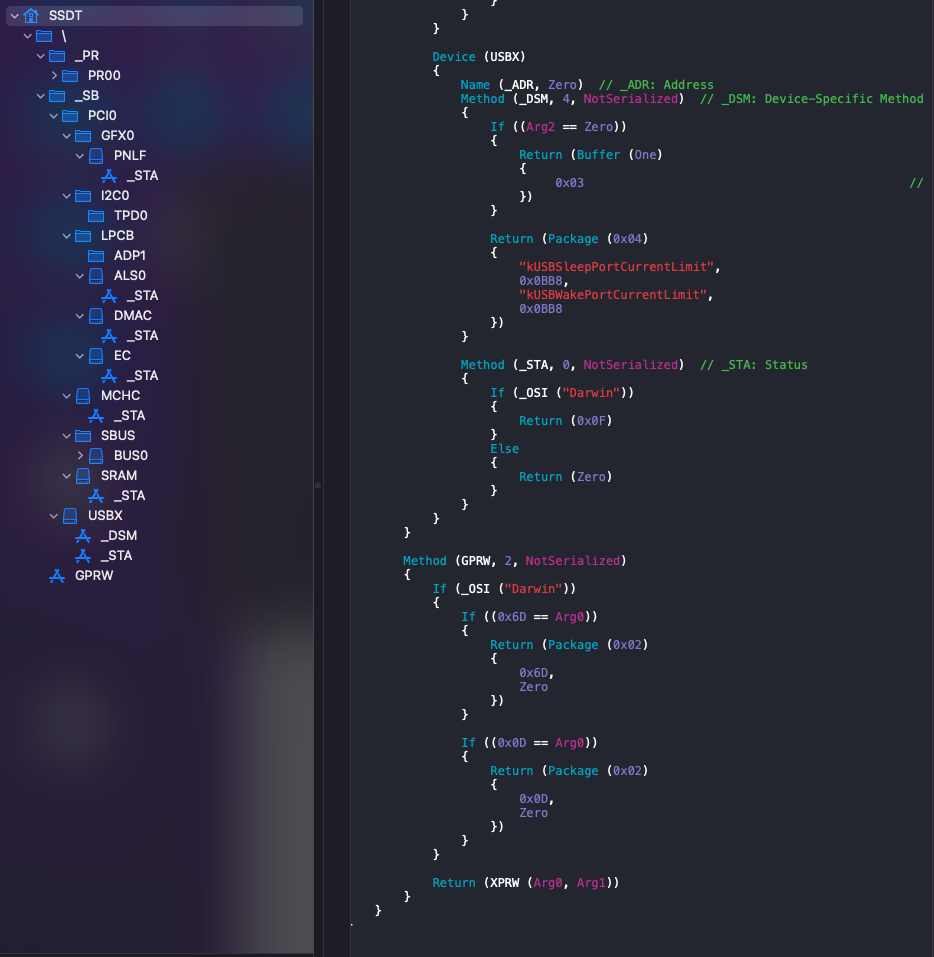 SSDT
\
_PR
PR00
_SB
PCI0
GFX0
PNLF
_STA
I2C0
TPD0
LPCB
ADP1
ALS0
_STA
DMAC
_STA
EC
_STA
MCHC
_STA
SBUS
BUS0
SRAM
_STA
USBX
_DSM
_STA
GPRW
}
}
}
Device (USBX)
{
Name (_ADR, Zero)  // _ADR: Address
Method (_DSM, 4, NotSerialized)  // _DSM: Device-Specific Method
{
If ((Arg2 == Zero))
{
Return (Buffer (One)
{
0x03 //
})
}
Return (Package (0x04)
{
"kUSBSleepPortCurrentLimit",
0x0BB8,
"kUSBWakePortCurrentLimit",
0x0BB8
})
}
Method (_STA, 0, NotSerialized)  // _STA: Status
{
If (_OSI ("Darwin"))
{
Return (0x0F)
}
Else
{
Return (Zero)
}
}
}
}
Method (GPRW, 2, NotSerialized)
{
If (_OSI ("Darwin"))
{
If ((0x6D == Arg0))
{
Return (Package (0x02)
{
0x6D,
Zero
})
}
If ((0x0D == Arg0))
{
Return (Package (0x02)
{
0x0D,
Zero
})
}
}
Return (XPRW (Arg0, Arg1))
}
}